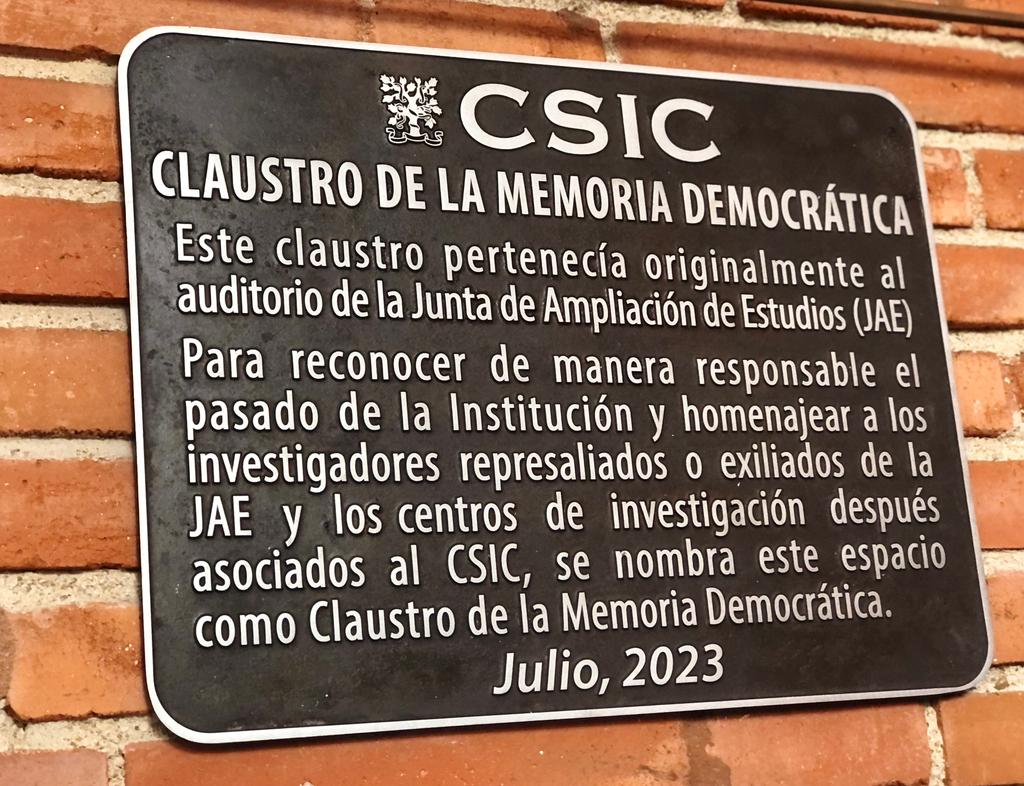 CSIC
CLAUSTRO DE LA MEMORIA DEMOCRÁTICA
Este claustro pertenecía originalmente al
auditorio de la Junta de Ampliación de Estudios (JAE)
Para reconocer de manera responsable el
pasado de la Institución y homenajear a los
investigadores represaliados o exiliados de la
JAE y los centros de investigación después
asociados al CSIC, se nombra este espacio
como Claustro de la Memoria Democrática.
Julio, 2023